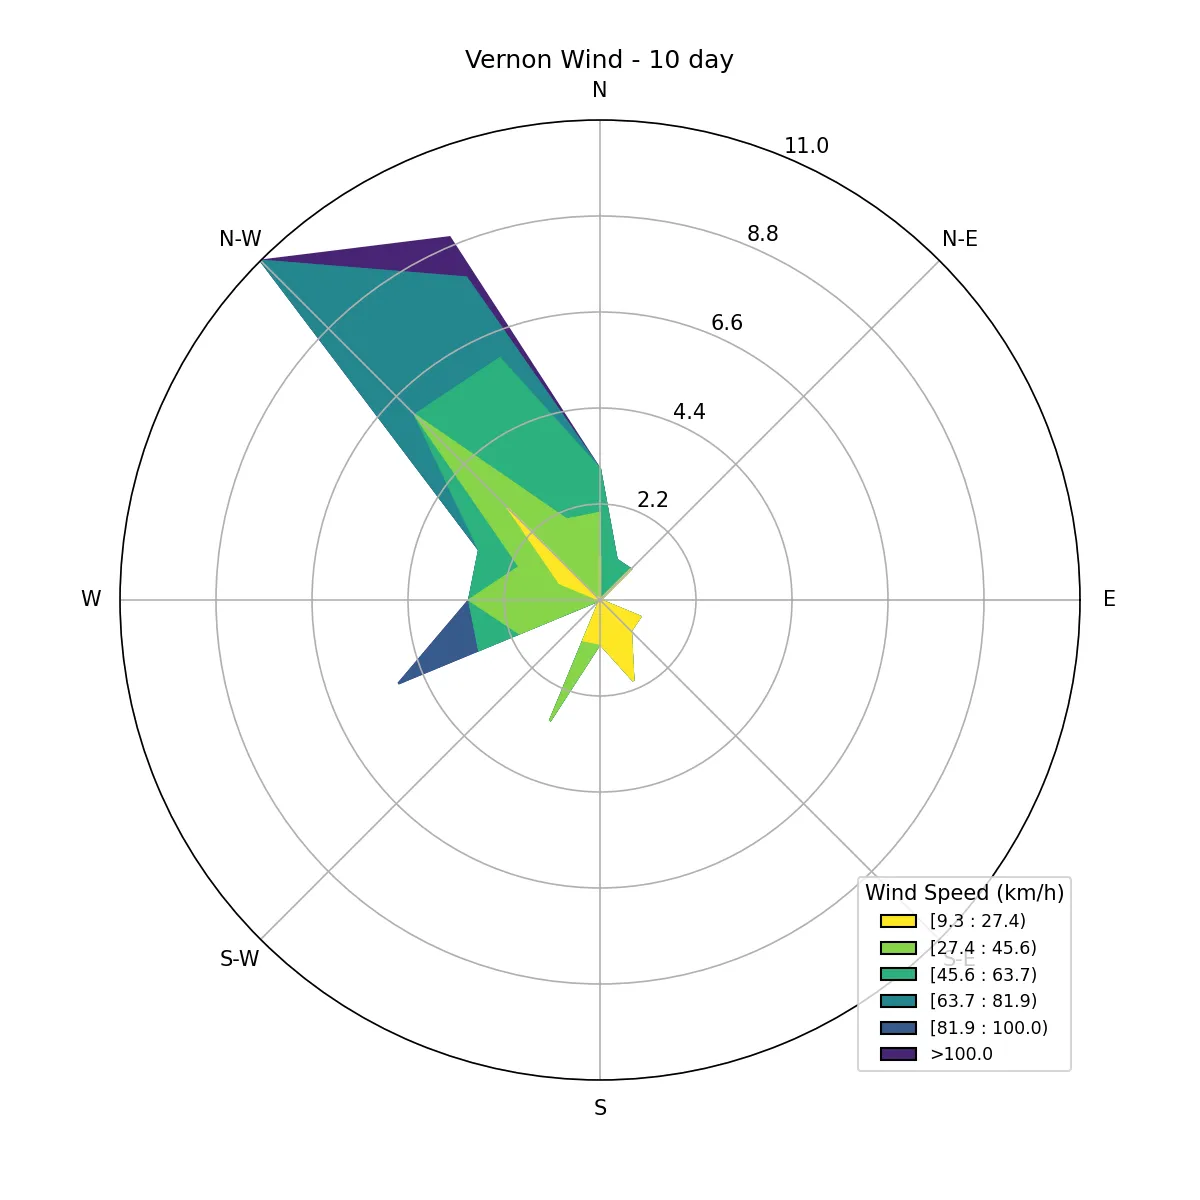 Vernon Wind - 10 day
N
11.0
8.8
N-W
N-E
6.6
4.4
2.2
W
E
Wind Speed (km/h)
[9.3 : 27.4)
[27.4 : 45.6)
S-W
S-E
[45.6 : 63.7)
[63.7 : 81.9)
[81.9 : 100.0)
>100.0
S